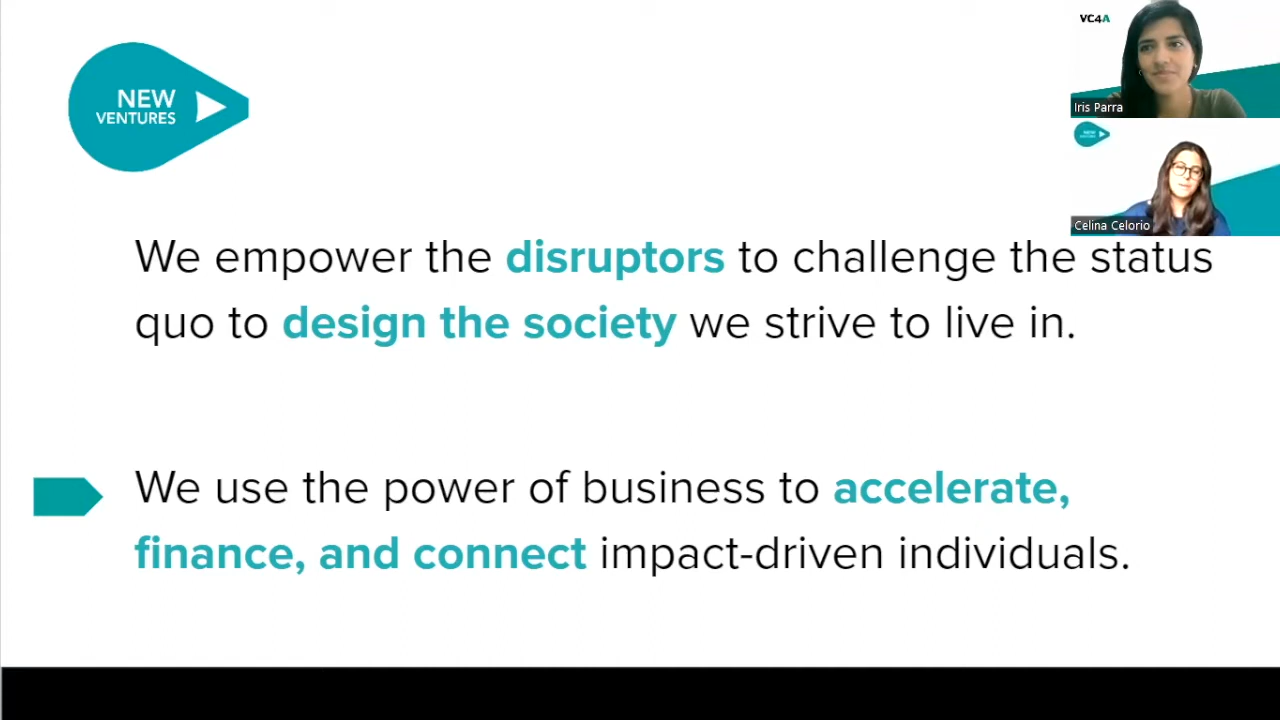 NEW
VENTURES
VC4A
Iris Parra
Celina Celorio
We empower the disruptors to challenge the status
quo to design the society we strive to live in.
We use the power of business to accelerate,
finance, and connect impact-driven individuals.